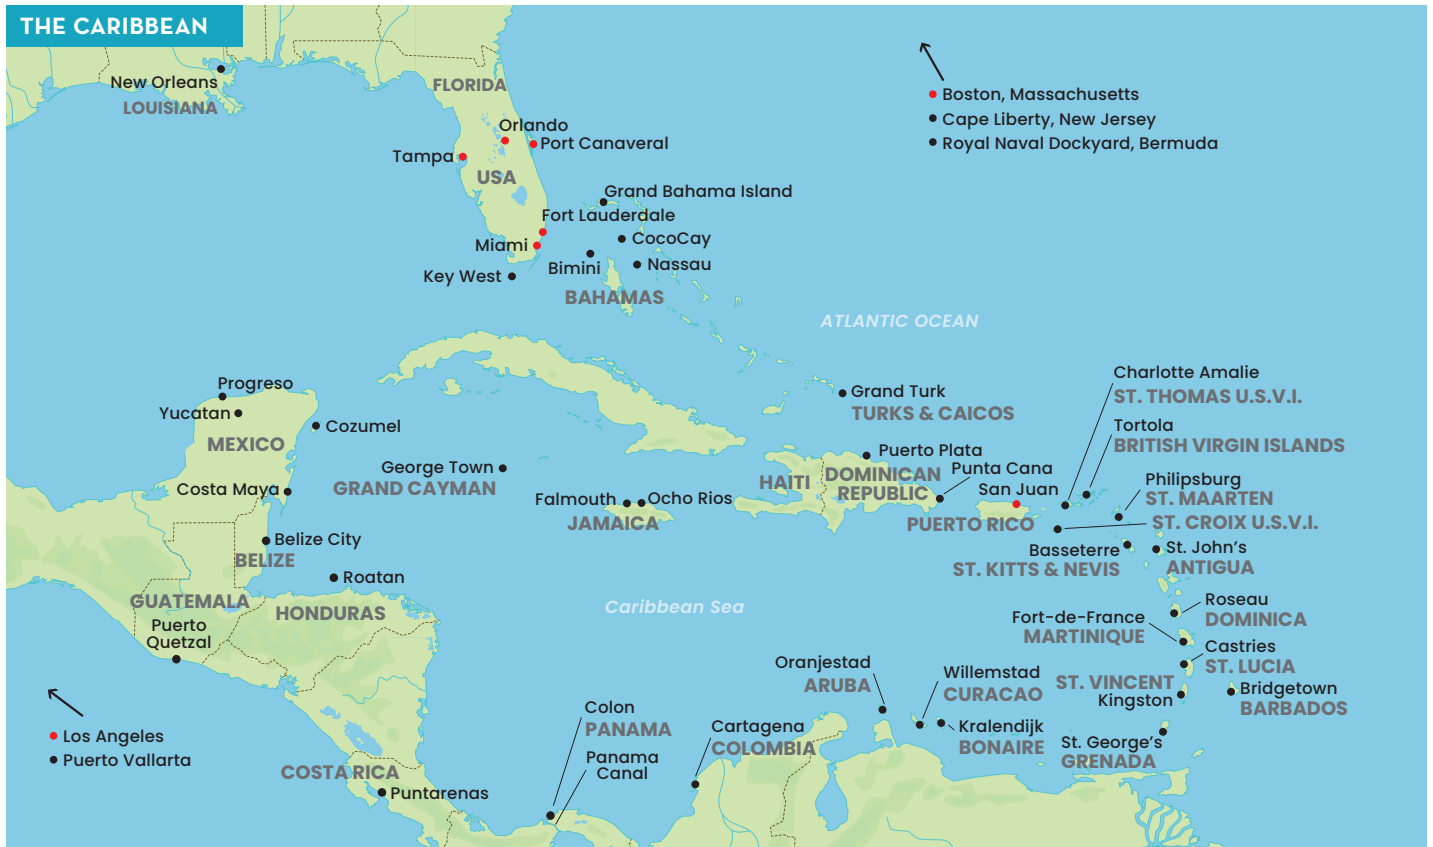 THE CARIBBEAN
New Orleans
LOUISIANA
FLORIDA
Orlando
Port Canaveral
Tampa
USA
Boston, Massachusetts
Cape Liberty, New Jersey
Royal Naval Dockyard, Bermuda
Grand Bahama Island
Fort Lauderdale
CocoCay
Miami
Bimini
Nassau
Key West
BAHAMAS
ATLANTIC OCEAN
Progreso
Yucatan
MEXICO
Cozumel
Costa Maya
George Town
GRAND CAYMAN
Grand Turk
TURKS & CAICOS
Charlotte Amalie
ST. THOMAS U.S.V.I.
Tortola
BRITISH VIRGIN ISLANDS
Puerto Plata
HAITI
DOMINICAN
REPUBLIC
Punta Cana
San Juan
PUERTO RICO
Philipsburg
ST. MAARTEN
ST. CROIX U.S.V.I.
Falmouth
Ocho Rios
JAMAICA
Basseterre
ST. KITTS & NEVIS
St. John's
ANTIGUA
Belize City
BELIZE
Roatan
GUATEMALA
HONDURAS
Puerto
Quetzal
Caribbean Sea
Roseau
DOMINICA
Fort-de-France
MARTINIQUE
Castries
ST. LUCIA
Oranjestad
ARUBA
Willemstad
CURACAO
ST. VINCENT
Kingston
Bridgetown
BARBADOS
Los Angeles
Puerto Vallarta
Colon
PANAMA
Panama
Canal
Cartagena
COLOMBIA
Kralendijk
BONAIRE
St. George's
GRENADA
COSTA RICA
Puntarenas